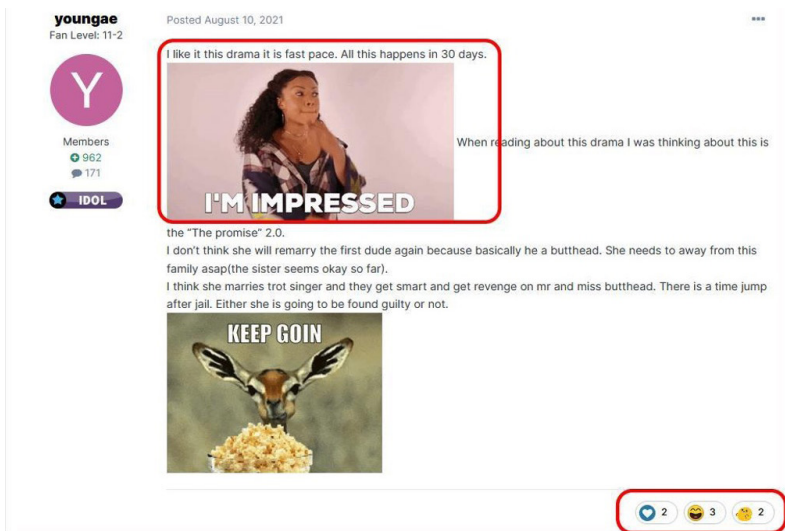 youngae
Fan Level: 11-2
Y
Members
962
171
IDOL
Posted August 10, 2021
I like it this drama it is fast pace. All this happens in 30 days.
I'M IMPRESSED
When reading about this drama I was thinking about this is
the “The promise” 2.0.
I don’t think she will remarry the first dude again because basically he a butthead. She needs to away from this
family asap(the sister seems okay so far).
I think she marries trot singer and they get smart and get revenge on mr and miss butthead. There is a time jump
after jail. Either she is going to be found guilty or not.
KEEP GOIN
2
3
2